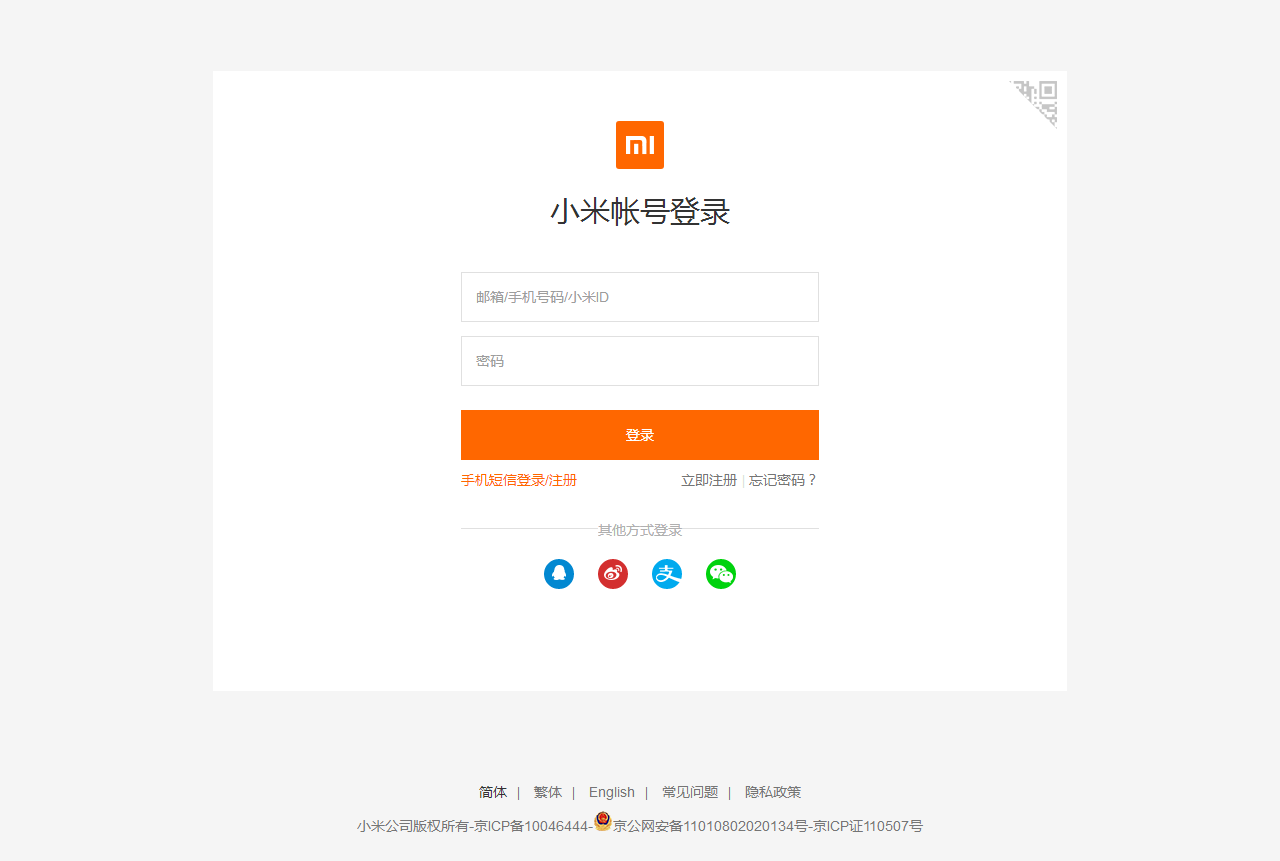 mi
小米帐号登录
邮箱/手机号码/小米ID
密码
登录
手机短信登录/注册 立即注册 | 忘记密码？
其他方式登录
支
简体 | 繁体 | English | 常见问题 | 隐私政策
小米公司版权所有-京ICP备10046444-京公网安备11010802020134号-京ICP证110507号